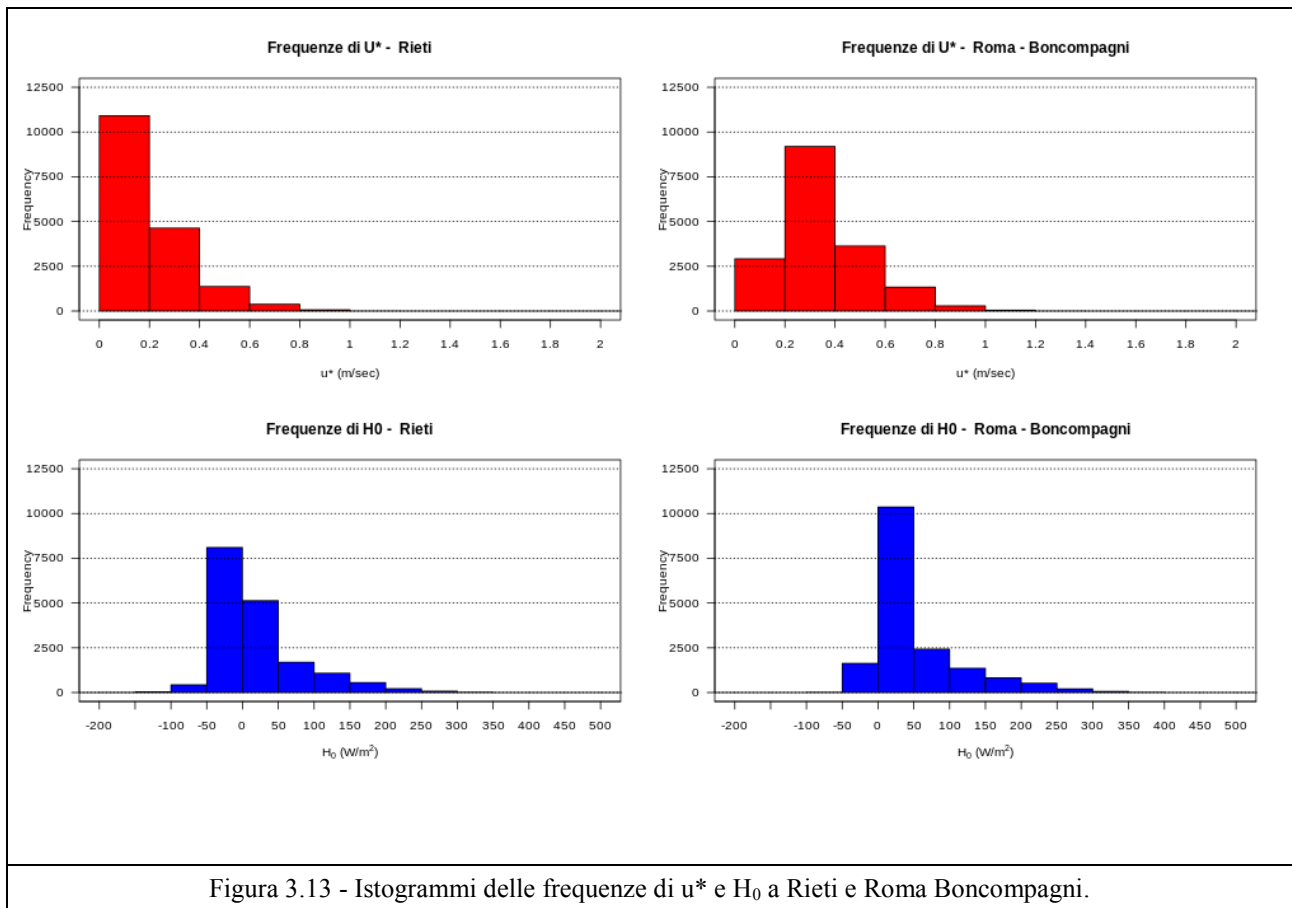 Frequenze di U* - Rieti
12500
10000
7500
5000
2500
0
Frequency
0 0.2 0.4 0.6 0.8 1 1.2 1.4 1.6 1.8 2
u* (m/sec)
Frequenze di U* - Roma - Boncompagni
12500
10000
7500
5000
2500
0
Frequency
0 0.2 0.4 0.6 0.8 1 1.2 1.4 1.6 1.8 2
u* (m/sec)
Frequenze di H0 - Rieti
12500
10000
7500
5000
2500
0
Frequency
-200 -100 -50 0 50 100 150 200 250 300 350 400 450 500
H₀ (W/m²)
Frequenze di H0 - Roma - Boncompagni
12500
10000
7500
5000
2500
0
Frequency
-200 -100 -50 0 50 100 150 200 250 300 350 400 450 500
H₀ (W/m²)
Figura 3.13 - Istogrammi delle frequenze di u* e H₀ a Rieti e Roma Boncompagni.